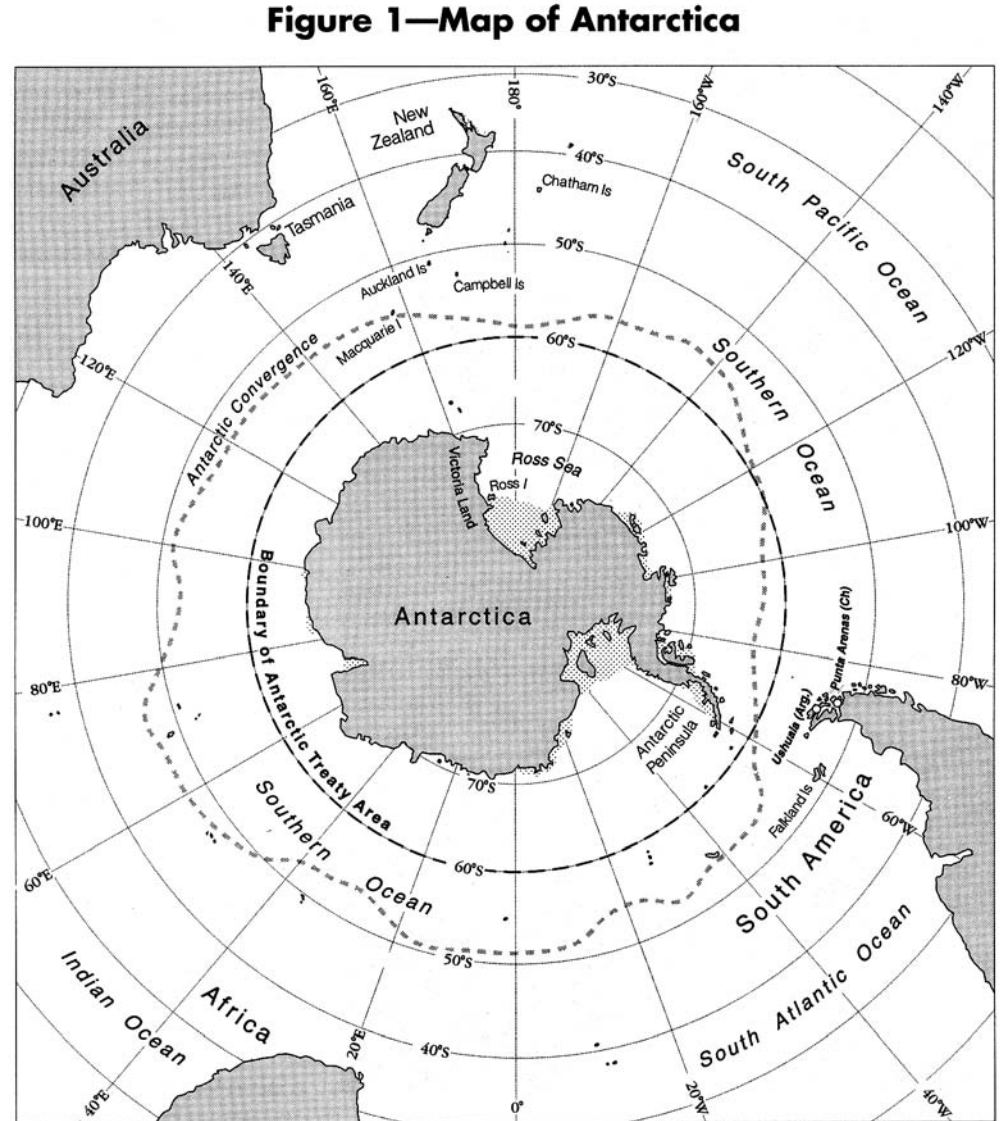 Figure 1—Map of Antarctica
160°E
180°
30°S
160°W
140°W
Australia
New
Zealand
40°S
Chatham Is
South Pacific Ocean
Tasmania
140°E
50°S
Auckland Is
Campbell Is
Macquarie I
60°S
Southern Ocean
120°W
120°E
Antarctic Convergence
70°S
Ross Sea
Ross I
Victoria Land
100°E
100°W
Boundary of Antarctic Treaty Area
Antarctica
Punta Arenas (Ch)
80°E
80°W
Ushuaia (Arg.)
Antarctic
Peninsula
70°S
Falkland Is
60°W
South America
Southern Ocean
60°S
60°E
50°S
South Atlantic Ocean
Indian Ocean
Africa
20°E
40°S
40°E
0°
20°W
40°W